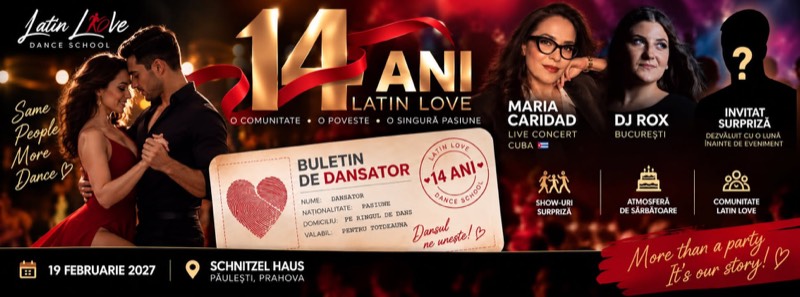 Latin Love
DANCE SCHOOL
Same
People
More
Dance
14 ANI
LATIN LOVE
O COMUNITATE • O POVESTE • O SINGURĂ PASIUNE
BULETIN
DE DANSATOR
NUME: DANSATOR
NAȚIONALITATE: PASIUNE
DOMICILIU: PE RINGUL DE DANS
VALABIL: PENTRU TOTDEAUNA
LATIN LOVE
14 ANI
DANCE SCHOOL
Dansul
ne unește!
MARIA
CARIDAD
LIVE CONCERT
CUBA
DJ ROX
BUCUREȘTI
?
INVITAT
SURPRIZĂ
DEZVĂLUIT CU O LUNĂ
ÎNAINTE DE EVENIMENT
SHOW-URI
SURPRIZĂ
ATMOSFERĂ
DE SĂRBĂTOARE
COMUNITATE
LATIN LOVE
19 FEBRUARIE 2027
SCHNITZEL HAUS
PĂULEȘTI, PRAHOVA
More than a party
It's our story!